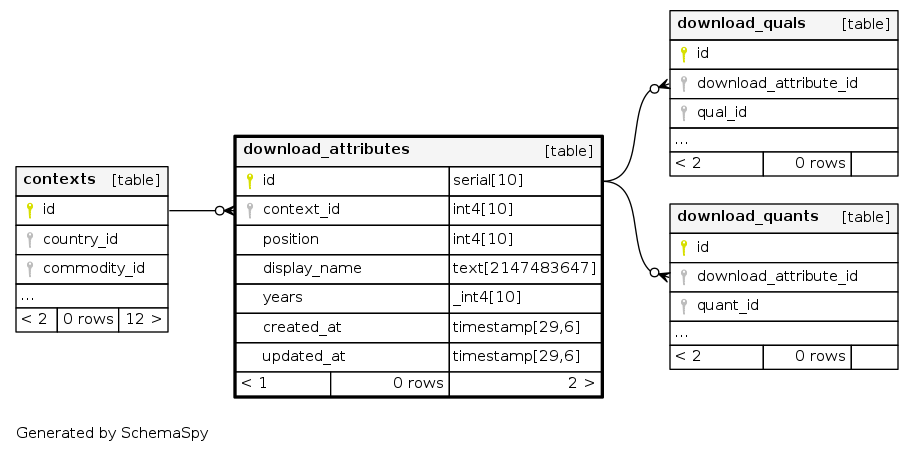 contexts [table]
id
country_id
commodity_id
...
< 2 0 rows 12 >
download_attributes [table]
id serial[10]
context_id int4[10]
position int4[10]
display_name text[2147483647]
years _int4[10]
created_at timestamp[29,6]
updated_at timestamp[29,6]
< 1 0 rows 2 >
download_quals [table]
id
download_attribute_id
qual_id
...
< 2 0 rows
download_quants [table]
id
download_attribute_id
quant_id
...
< 2 0 rows
Generated by SchemaSpy